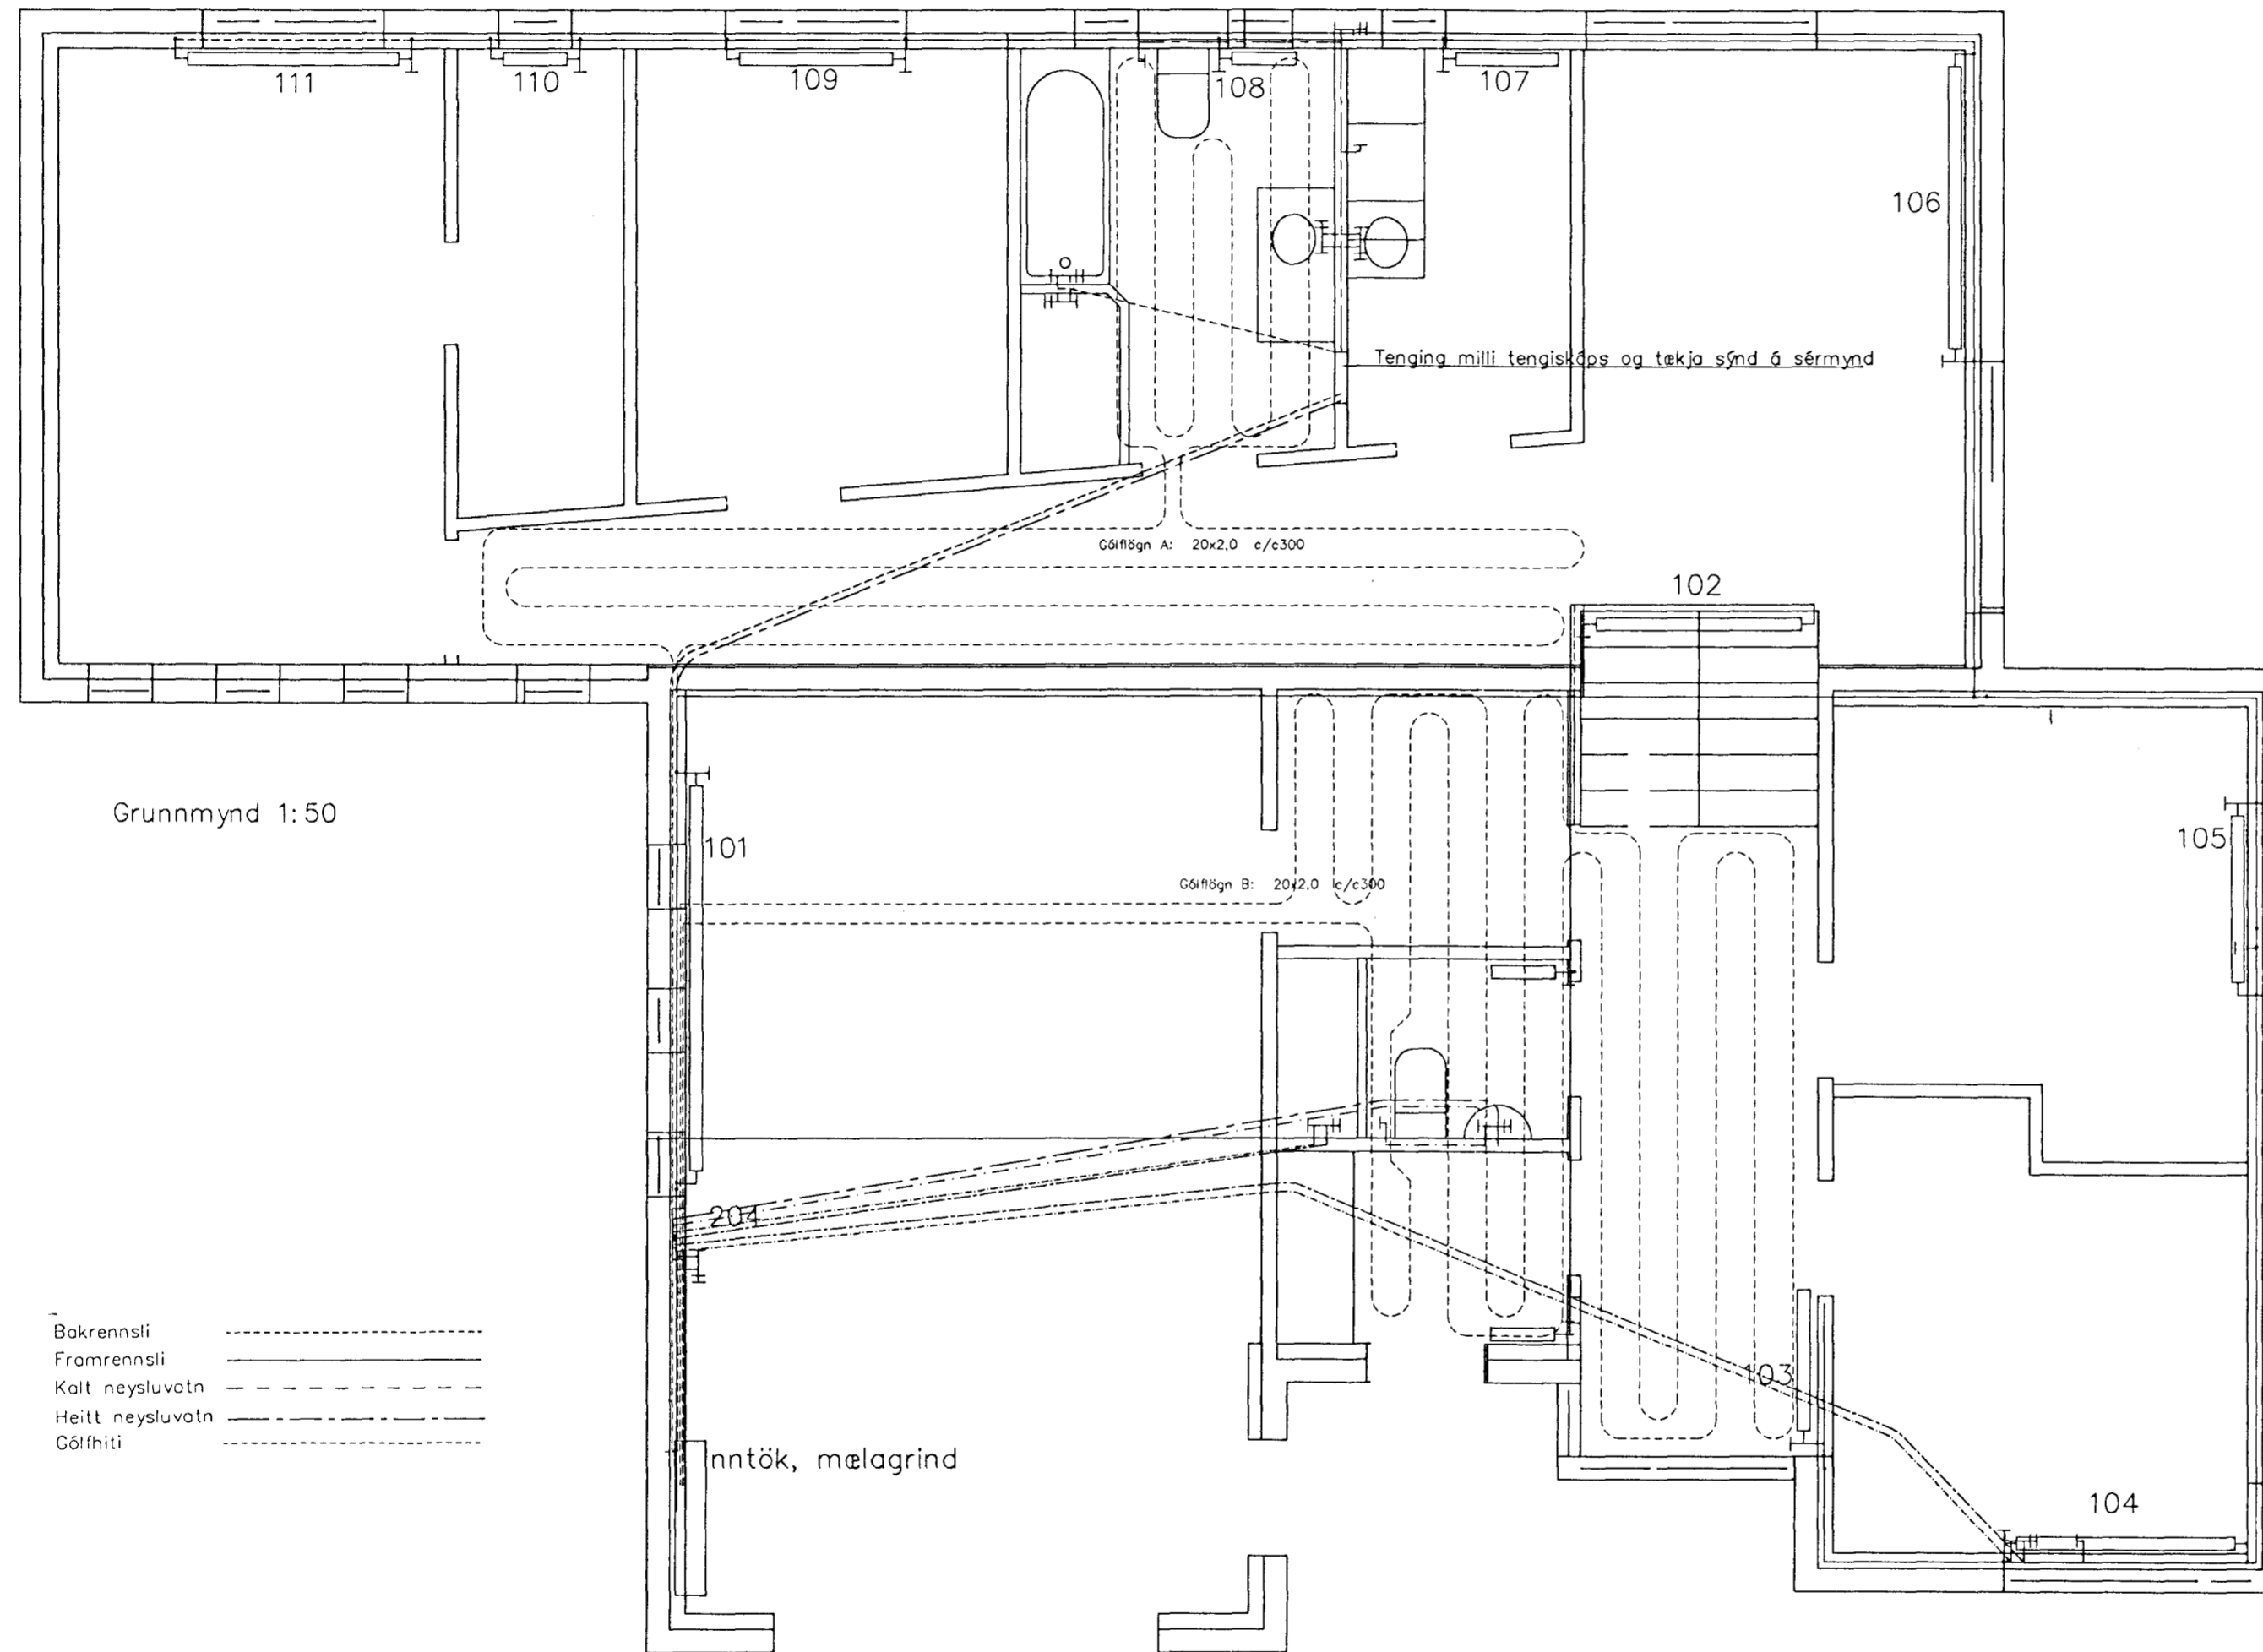 111
110
109
108
107
106
Tenging milli tengiskáps og tækja sýnd á sérmynd
Gólflögn A: 20x2.0 c/c300
102
Grunnmynd 1:50
101
105
Gólflögn B: 20x2.0 c/c300
204
Bakrennsli
Framrennsli
Kalt neysluvatn
Heitt neysluvatn
Gólfhiti
103
nntök, mælagrind
104